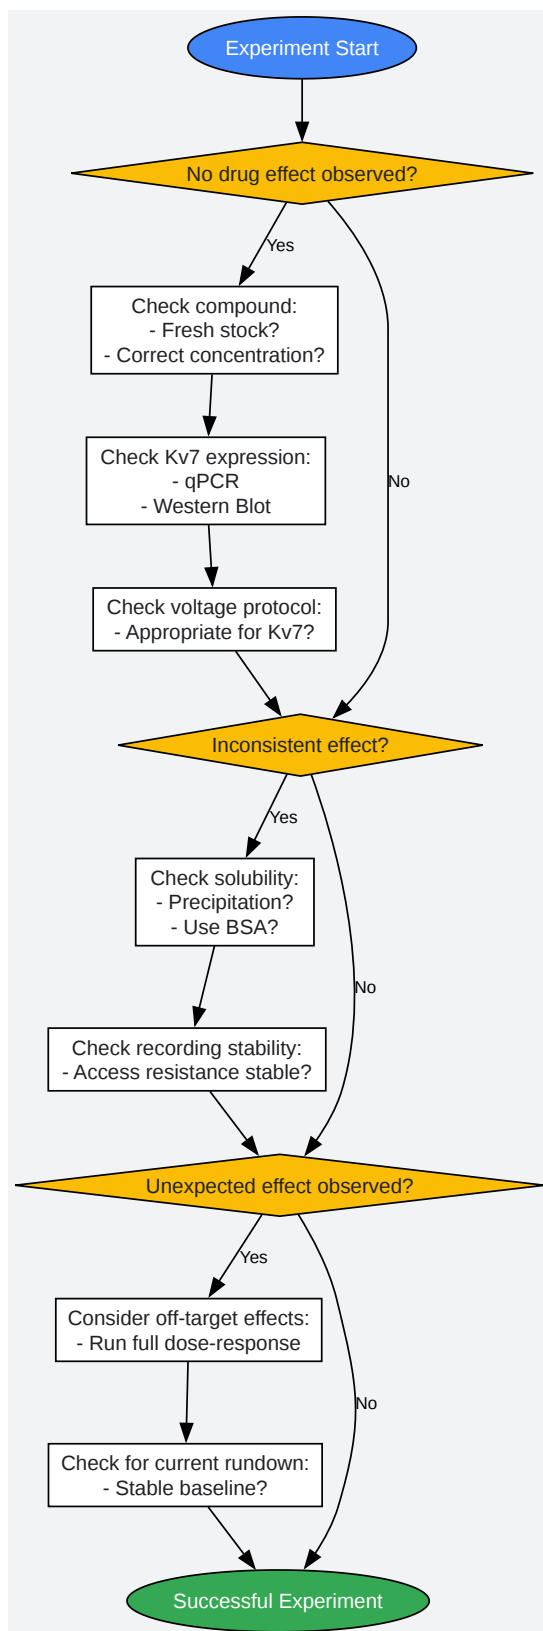 Experiment Start
No drug effect observed?
Yes
Check compound:
- Fresh stock?
- Correct concentration?
Check Kv7 expression:
- qPCR
- Western Blot
No
Check voltage protocol:
- Appropriate for Kv7?
Inconsistent effect?
Yes
Check solubility:
- Precipitation?
- Use BSA?
No
Check recording stability:
- Access resistance stable?
Unexpected effect observed?
Yes
Consider off-target effects:
- Run full dose-response
No
Check for current rundown:
- Stable baseline?
Successful Experiment